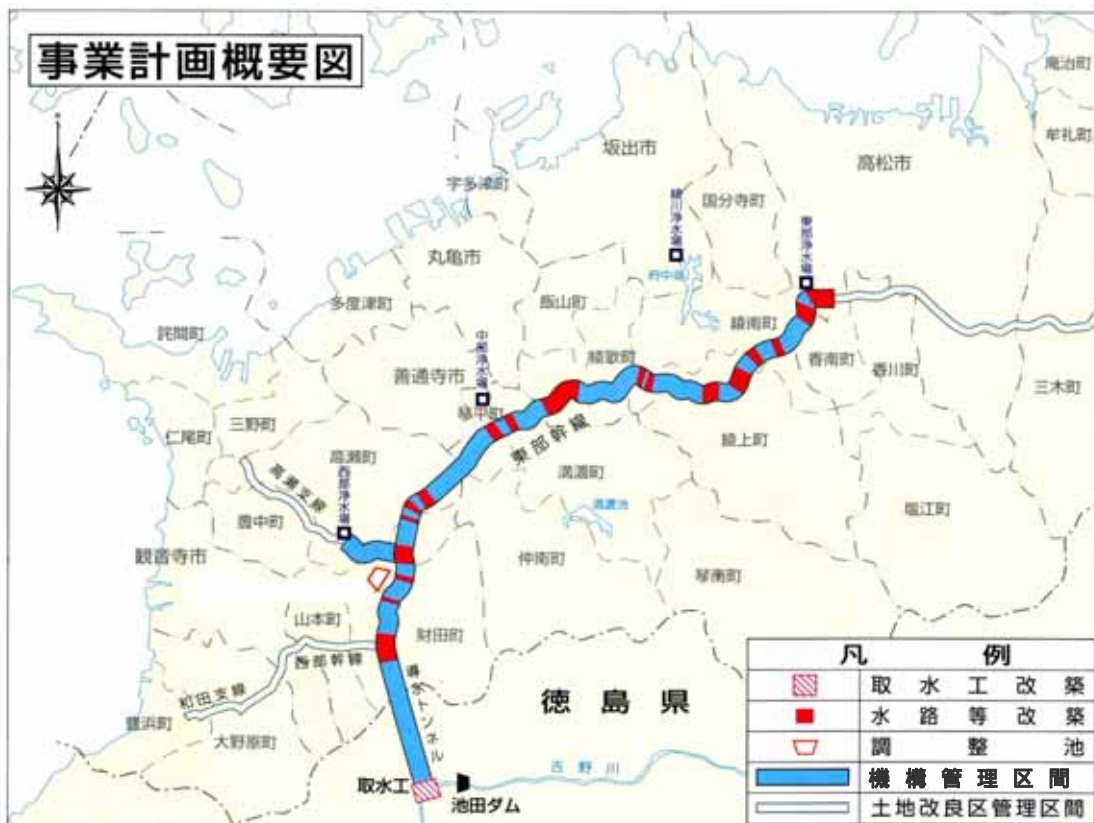 事業計画概要図
庵治町
牟礼町
高松市
坂出市
宇多津町
国分寺町
綾川浄水場
東部浄水場
府中湖
丸亀市
飯山町
多度津町
詫間町
綾南町
綾歌町
香南町
香川町
三木町
中部浄水場
善通寺市
琴平町
東部幹線
綾上町
三野町
仁尾町
高瀬町
高瀬支線
西部浄水場
満濃町
満濃池
塩江町
豊中町
観音寺市
仲南町
琴南町
山本町
財田町
西部幹線
導水トンネル
和田支線
豊浜町
大野原町
徳島県
吉野川
取水工
池田ダム
凡例
取水工改築
水路等改築
調整池
機構管理区間
土地改良区管理区間